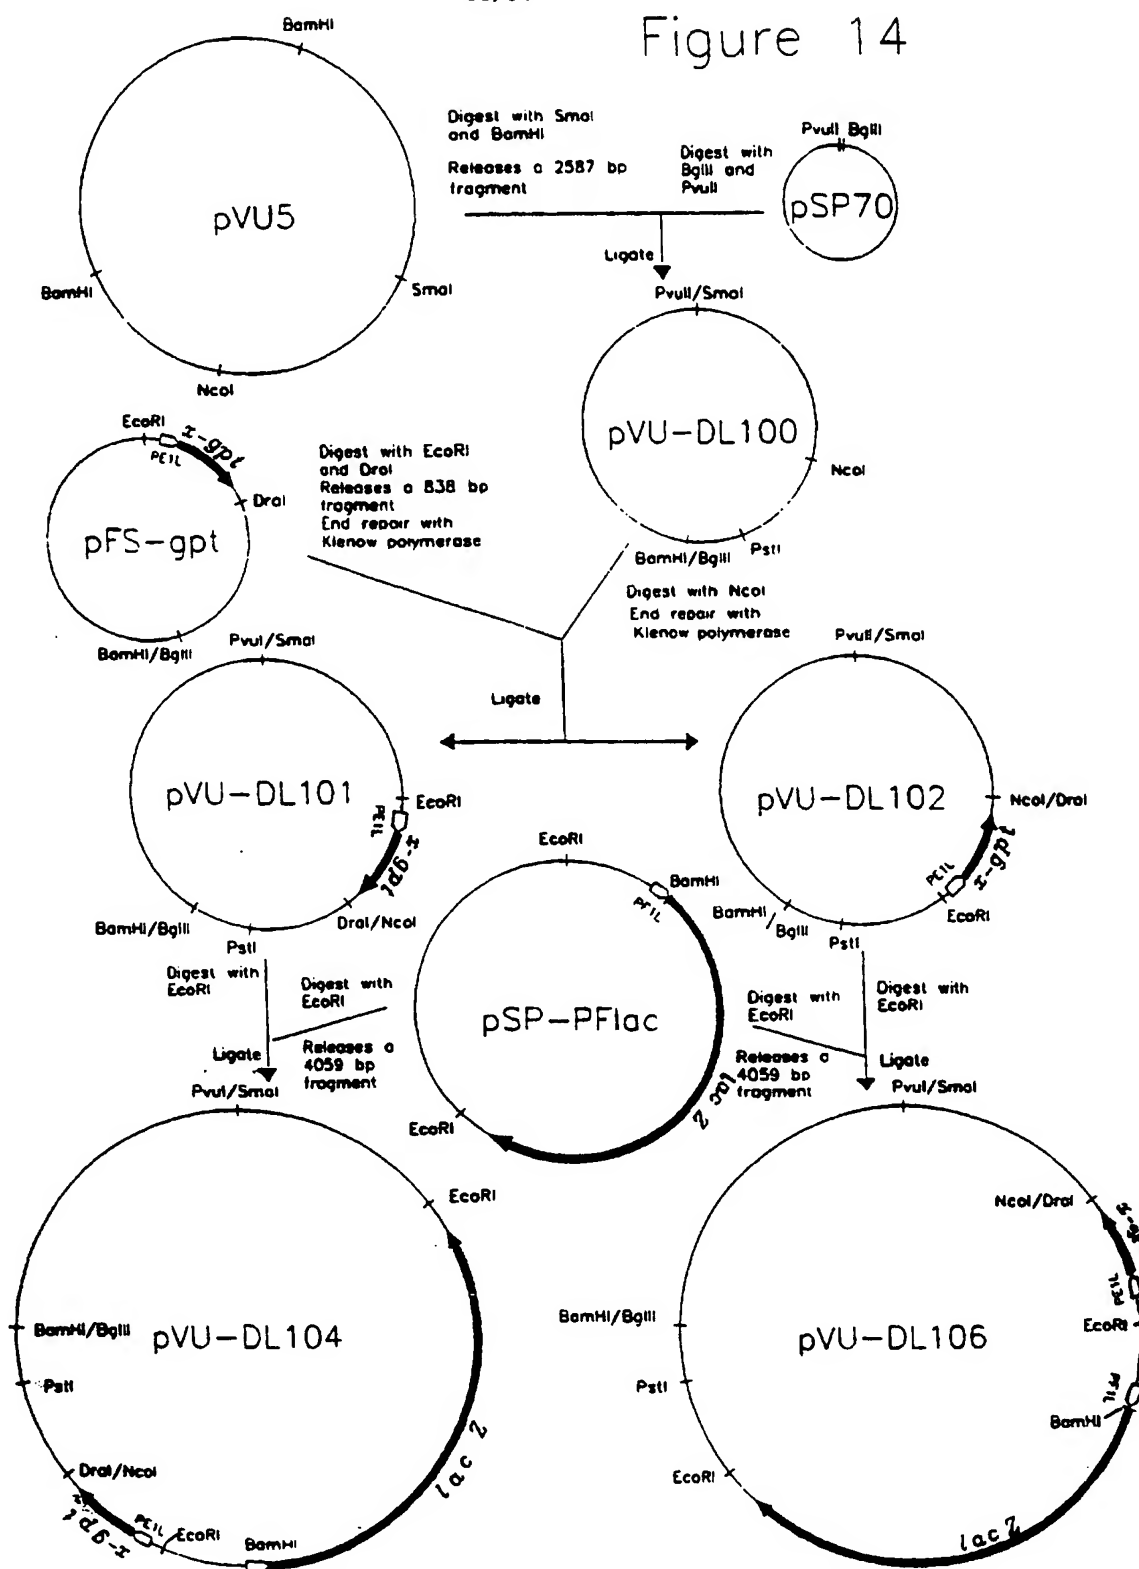 Figure 14
BamHI
Digest with SmaI
and BamHI
Releases a 2587 bp
fragment
Digest with
BglII and
PvuII
PvuII BglII
pVU5
pSP70
Ligate
BamHI
SmaI
NcoI
PvuII/SmaI
pVU-DL100
NcoI
PstI
BamHI/BglII
EcoRI
PE1L
x-gpt
DraI
pFS-gpt
BamHI/BglII
Digest with EcoRI
and DraI
Releases a 838 bp
fragment
End repair with
Klenow polymerase
Digest with NcoI
End repair with
Klenow polymerase
Ligate
PvuI/SmaI
pVU-DL101
EcoRI
PE1L
x-gpt
DraI/NcoI
PstI
BamHI/BglII
PvuII/SmaI
pVU-DL102
NcoI/DraI
x-gpt
PE1L
EcoRI
PstI
BamHI
/BglII
EcoRI
BamHI
PF1L
pSP-PFlac
lac Z
EcoRI
Digest with
EcoRI
Digest with
EcoRI
Ligate
Releases a
4059 bp
fragment
Digest with
EcoRI
Digest with
EcoRI
Releases a
4059 bp
fragment
Ligate
PvuI/SmaI
EcoRI
pVU-DL104
BamHI/BglII
PstI
DraI/NcoI
x-gpt
PE1L
EcoRI
BamHI
lac Z
PvuI/SmaI
NcoI/DraI
PE1L
EcoRI
PF1L
BamHI
pVU-DL106
BamHI/BglII
PstI
EcoRI
lac Z